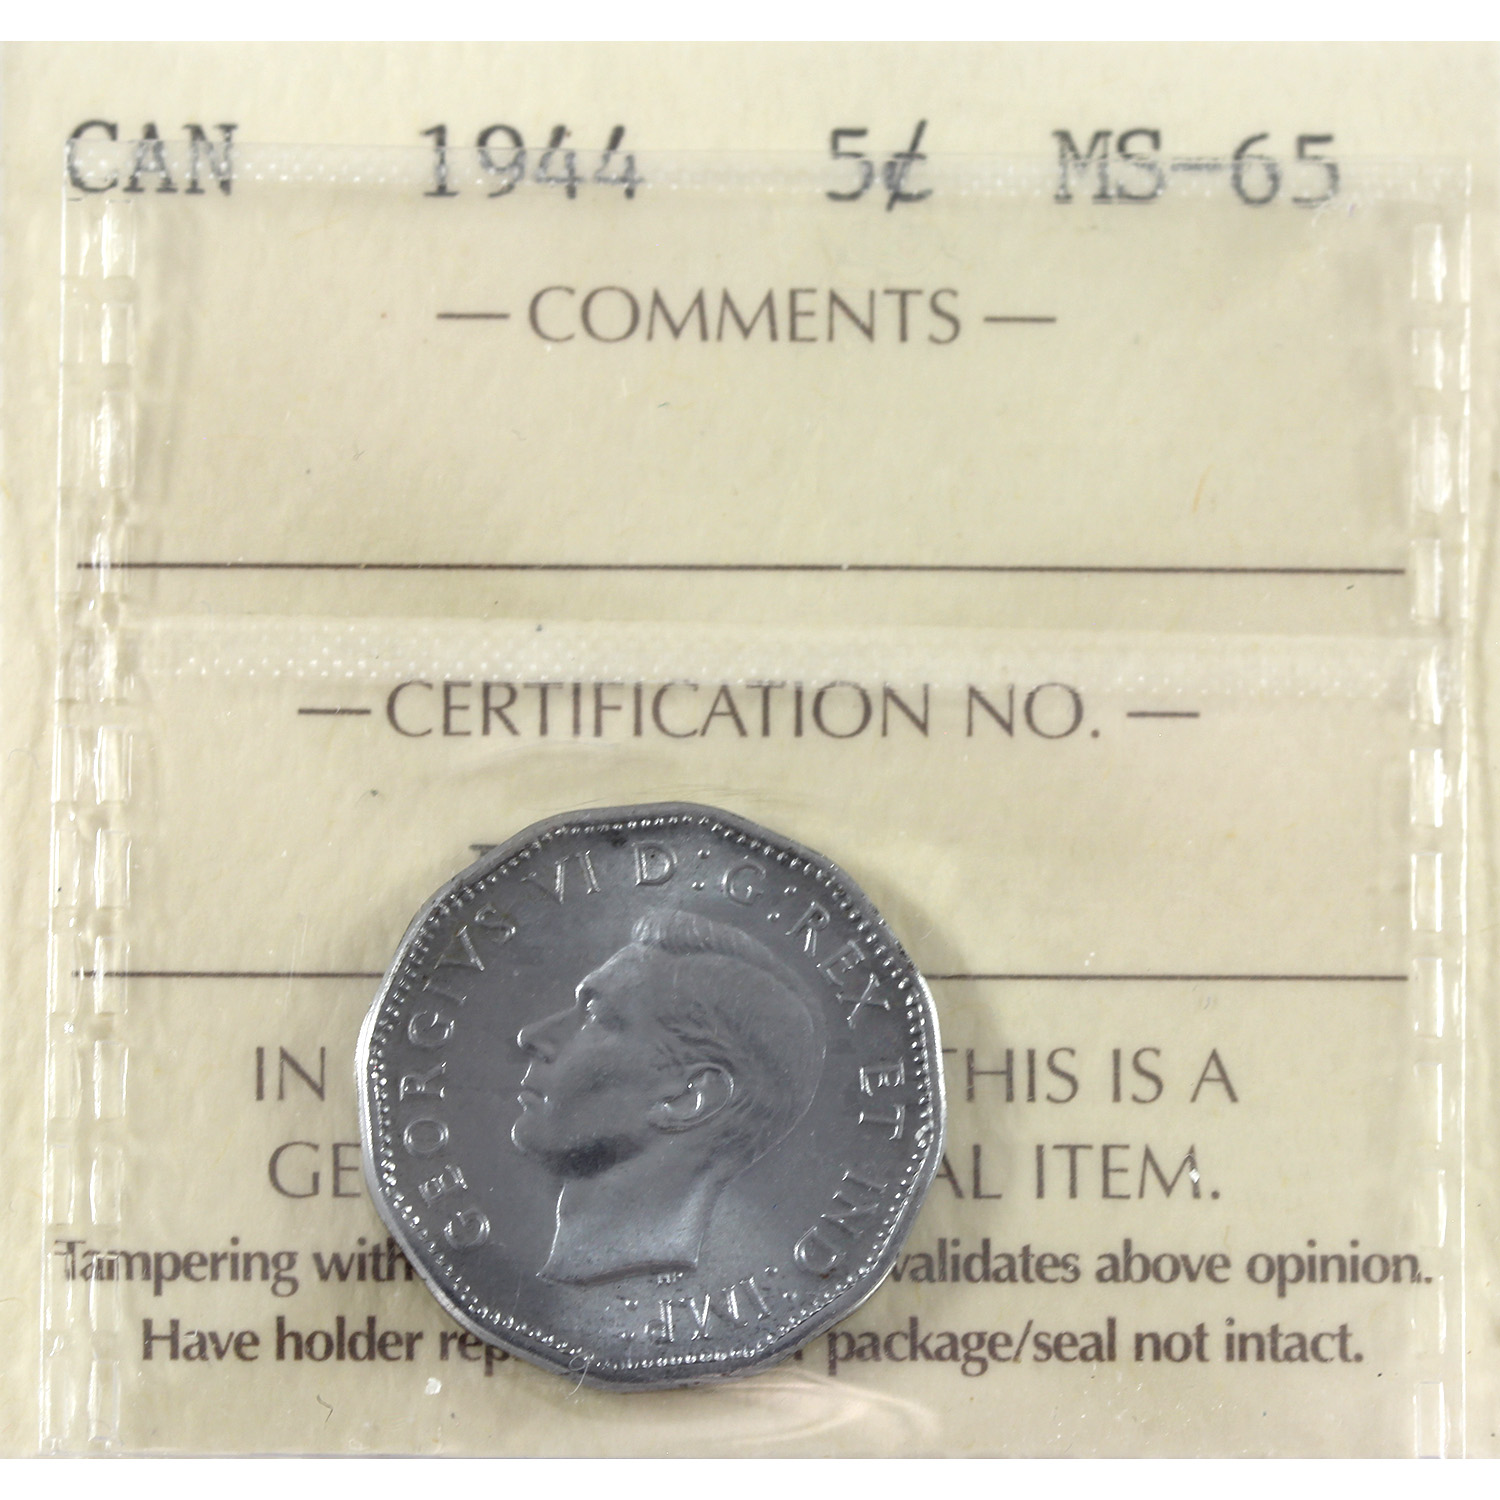 CAN 1944 5¢ MS-65
— COMMENTS —
— CERTIFICATION NO. —
IN THIS IS A
GE AL ITEM.
Tampering with validates above opinion.
Have holder rep package/seal not intact.
GEORGIVS VI D:G:REX ET IND:IMP:
HP